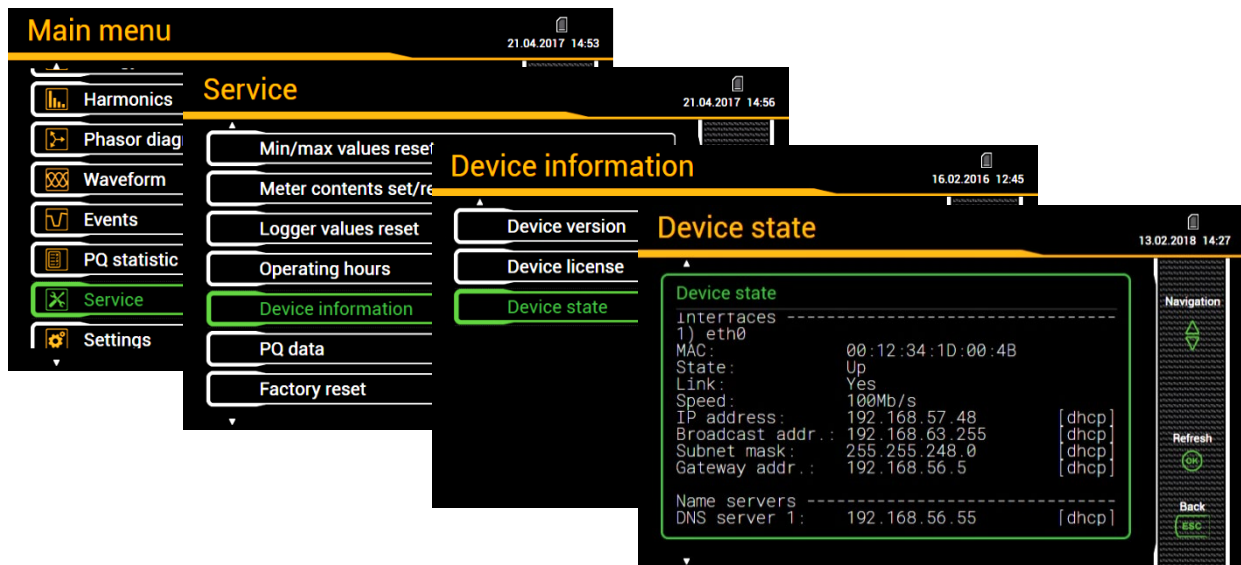 Main menu
21.04.2017 14:53
Harmonics
Phasor diag
Waveform
Events
PQ statistic
Service
Settings
Service
21.04.2017 14:56
Min/max values reset
Meter contents set/re
Logger values reset
Operating hours
Device information
PQ data
Factory reset
Device information
16.02.2016 12:45
Device version
Device license
Device state
Device state
13.02.2018 14:27
Device state
Interfaces ----------------------------------
1) eth0
MAC: 00:12:34:1D:00:4B
State: Up
Link: Yes
Speed: 100Mb/s
IP address: 192.168.57.48 [dhcp]
Broadcast addr.: 192.168.63.255 [dhcp]
Subnet mask: 255.255.248.0 [dhcp]
Gateway addr.: 192.168.56.5 [dhcp]
Name servers --------------------------------
DNS server 1: 192.168.56.55 [dhcp]
Navigation
Refresh
OK
Back
ESC